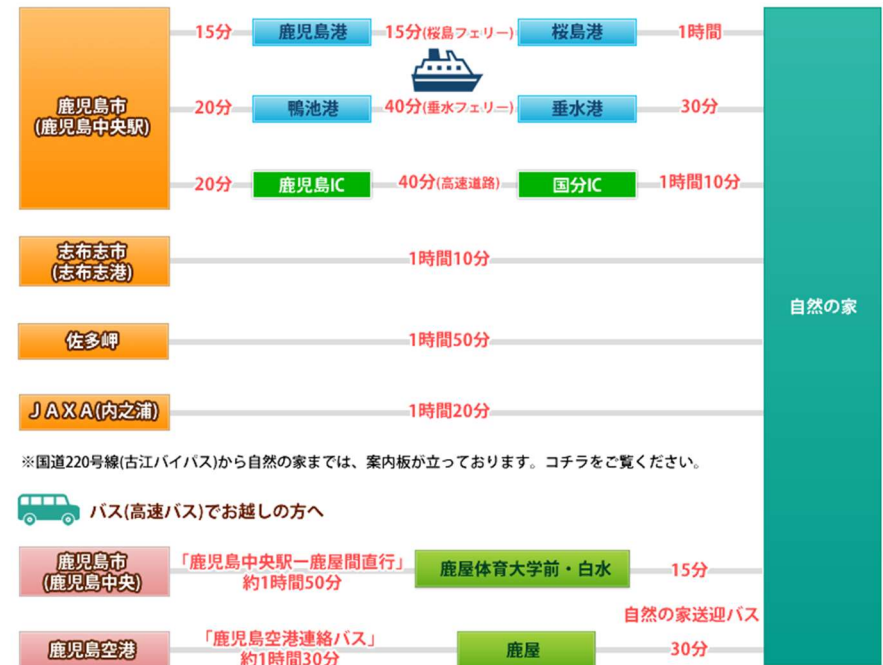 15分 鹿児島港 15分(桜島フェリー) 桜島港 1時間
鹿児島市
(鹿児島中央駅)
20分 鴨池港 40分(垂水フェリー) 垂水港 30分
20分 鹿児島IC 40分(高速道路) 国分IC 1時間10分
志布志市
(志布志港)
1時間10分
自然の家
佐多岬 1時間50分
JAXA(内之浦) 1時間20分
※国道220号線(古江バイパス)から自然の家までは、案内板が立っております。コチラをご覧ください。
バス(高速バス)でお越しの方へ
鹿児島市
(鹿児島中央)
「鹿児島中央駅ー鹿屋間直行」
約1時間50分
鹿屋体育大学前・白水 15分
自然の家送迎バス
鹿児島空港
「鹿児島空港連絡バス」
約1時間30分
鹿屋 30分